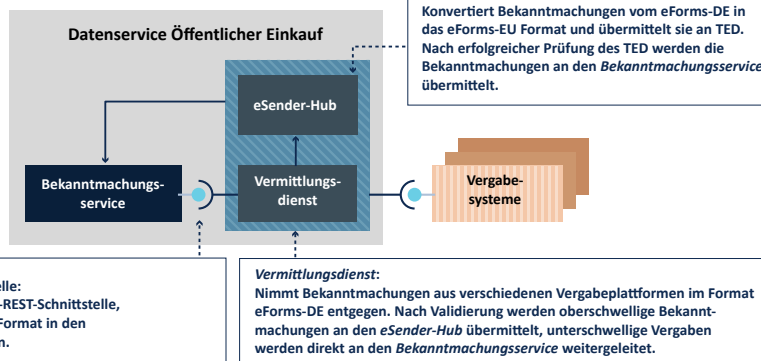 Konvertiert Bekanntmachungen vom eForms-DE in
das eForms-EU Format und übermittelt sie an TED.
Nach erfolgreicher Prüfung des TED werden die
Bekanntmachungen an den Bekanntmachungsservice
übermittelt.
Datenservice Öffentlicher Einkauf
eSender-Hub
Bekanntmachungs-
service
Vermittlungs-
dienst
Vergabe-
systeme
elle:
-REST-Schnittstelle,
Format in den
n.
Vermittlungsdienst:
Nimmt Bekanntmachungen aus verschiedenen Vergabeplattformen im Format
eForms-DE entgegen. Nach Validierung werden oberschwellige Bekannt-
machungen an den eSender-Hub übermittelt, unterschwellige Vergaben
werden direkt an den Bekanntmachungsservice weitergeleitet.